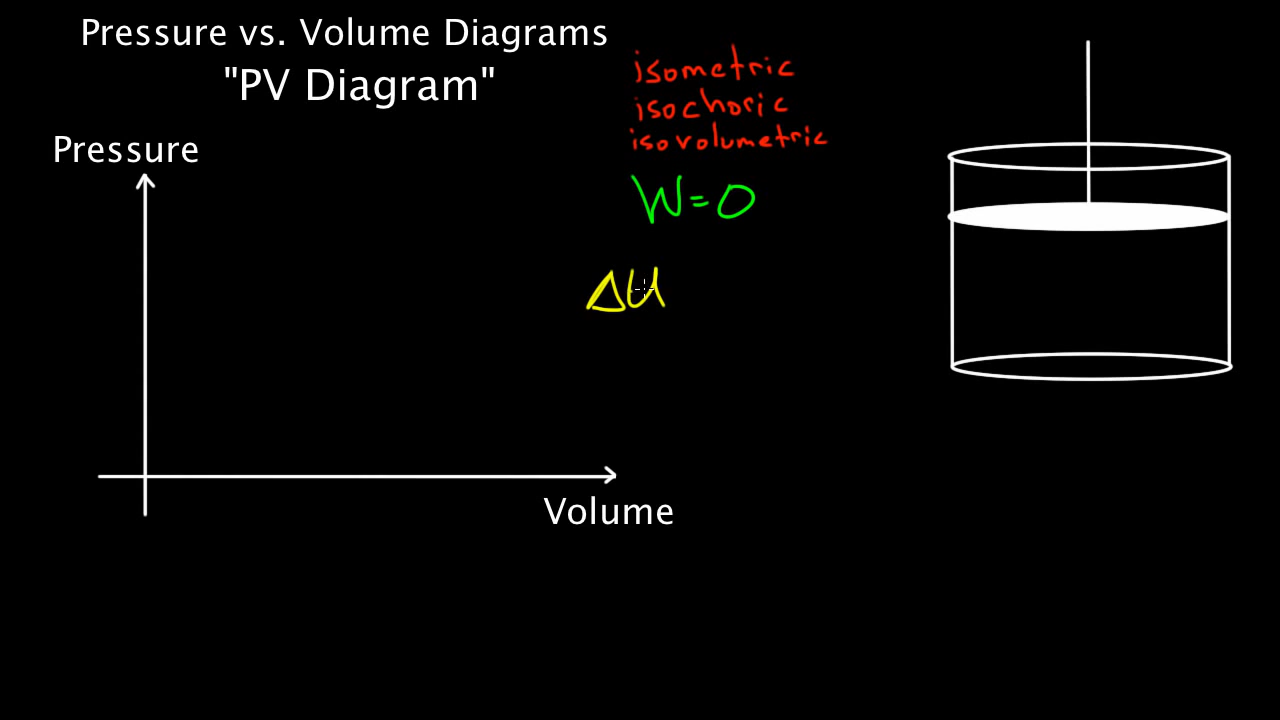 Pressure vs. Volume Diagrams
"PV Diagram"
isometric
isochoric
isovolumetric
Pressure
W=0
ΔU
Volume